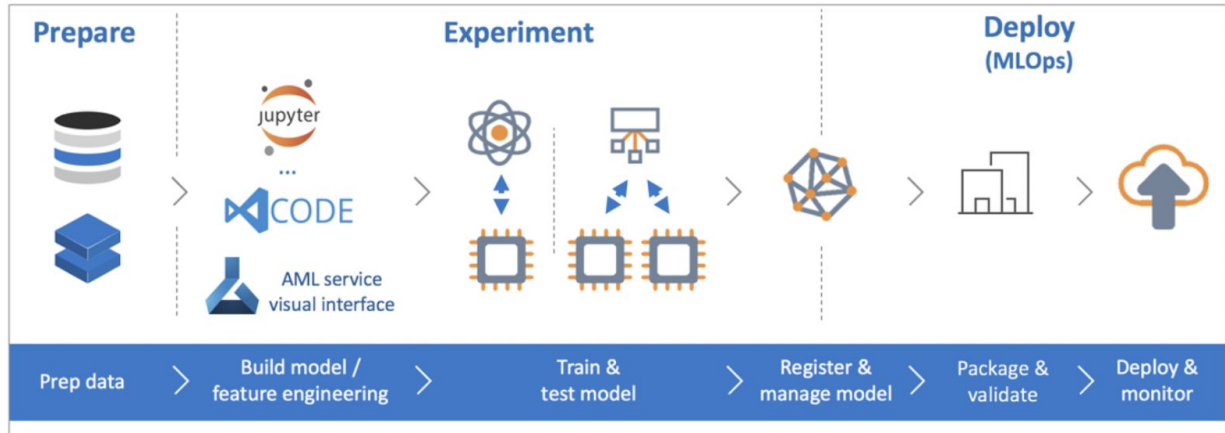 Prepare
Experiment
Deploy
(MLOps)
jupyter
...
CODE
AML service
visual interface
Prep data
Build model /
feature engineering
Train &
test model
Register &
manage model
Package &
validate
Deploy &
monitor